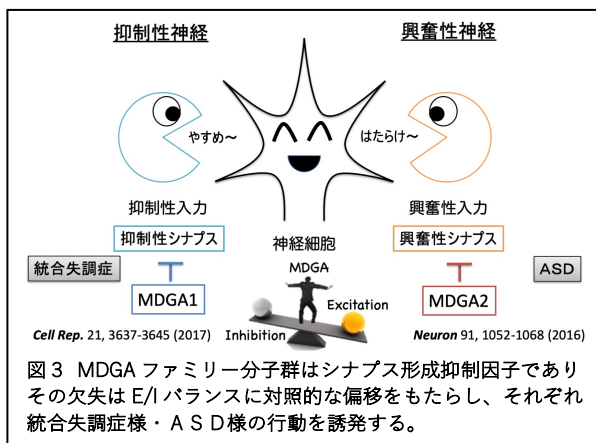 抑制性神経
興奮性神経
やすめ〜
はたらけ〜
抑制性入力
興奮性入力
抑制性シナプス
神経細胞
興奮性シナプス
統合失調症
MDGA
ASD
MDGA1
Excitation
MDGA2
Inhibition
Cell Rep. 21, 3637-3645 (2017)
Neuron 91, 1052-1068 (2016)
図3 MDGAファミリー分子群はシナプス形成抑制因子であり
その欠失はE/Iバランスに対照的な偏移をもたらし、それぞれ
統合失調症様・ASD様の行動を誘発する。